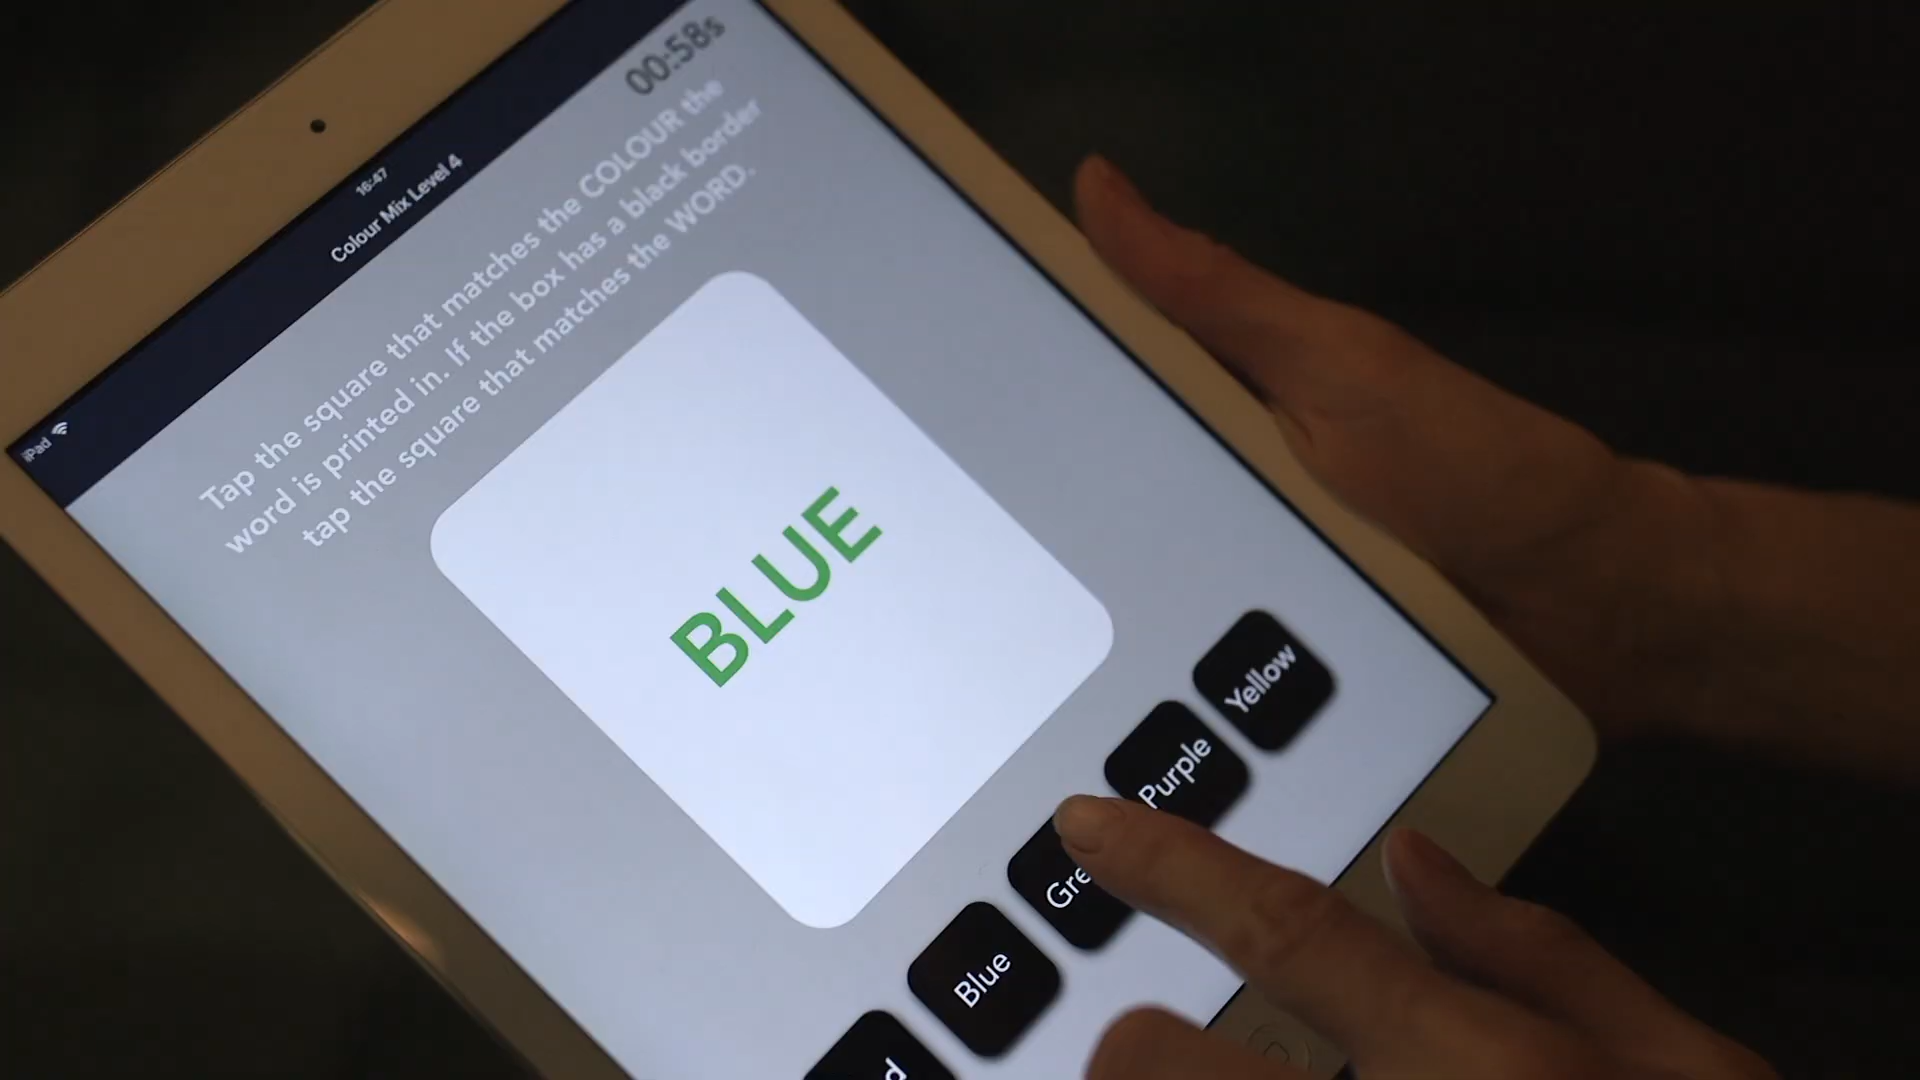 iPad
16:47
Colour Mix Level 4
00:58s
Tap the square that matches the COLOUR the
word is printed in. If the box has a black border
tap the square that matches the WORD.
BLUE
Blue
Purple
Yellow